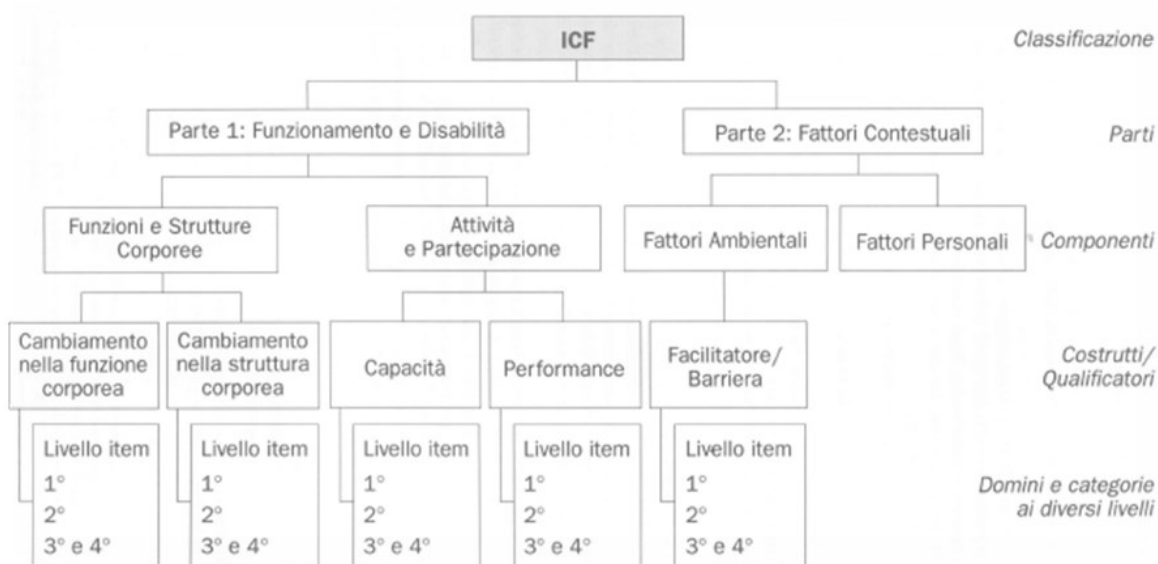 ICF
Classificazione
Parte 1: Funzionamento e Disabilità
Parte 2: Fattori Contestuali
Parti
Funzioni e Strutture
Corporee
Attività
e Partecipazione
Fattori Ambientali
Fattori Personali
Componenti
Cambiamento
nella funzione
corporea
Cambiamento
nella struttura
corporea
Capacità
Performance
Facilitatore/
Barriera
Costrutti/
Qualificatori
Livello item
1°
2°
3° e 4°
Livello item
1°
2°
3° e 4°
Livello item
1°
2°
3° e 4°
Livello item
1°
2°
3° e 4°
Livello item
1°
2°
3° e 4°
Domini e categorie
ai diversi livelli